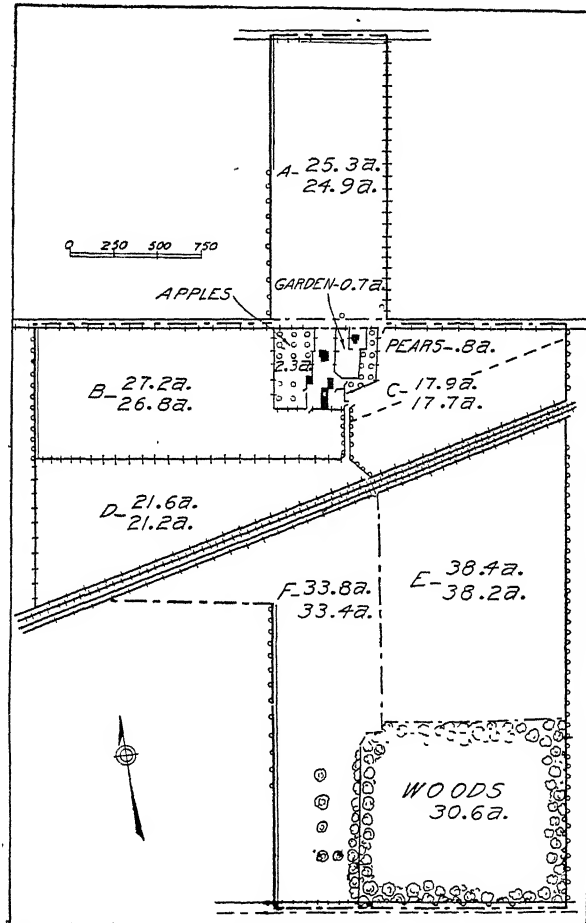 A- 25.3a.
24.9a.
0 250 500 750
APPLES
GARDEN-0.7a.
2.3a.
PEARS-.8a.
B- 27.2a.
26.8a.
C- 17.9a.
17.7a.
D- 21.6a.
21.2a.
F- 33.8a.
33.4a.
E- 38.4a.
38.2a.
WOODS
30.6a.